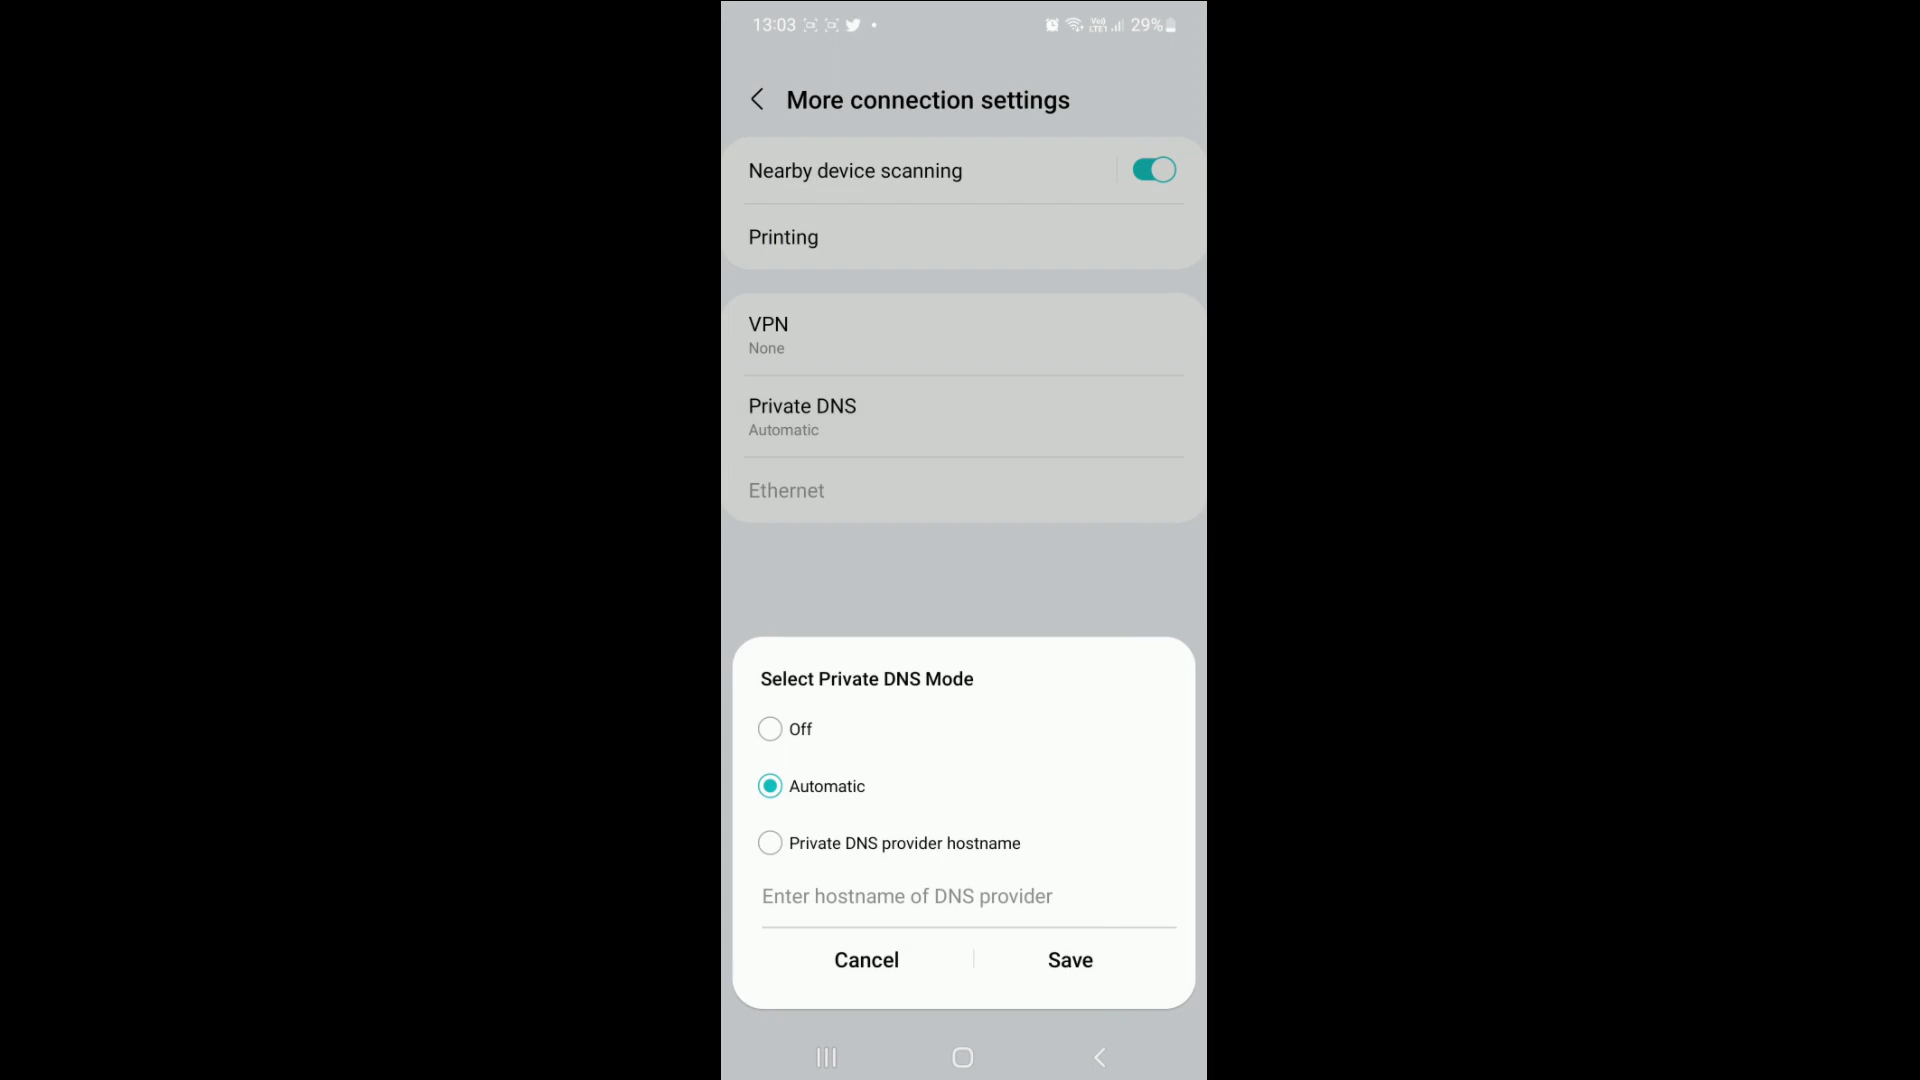 13:03 29%
More connection settings
Nearby device scanning
Printing
VPN
None
Private DNS
Automatic
Ethernet
Select Private DNS Mode
Off
Automatic
Private DNS provider hostname
Enter hostname of DNS provider
Cancel Save